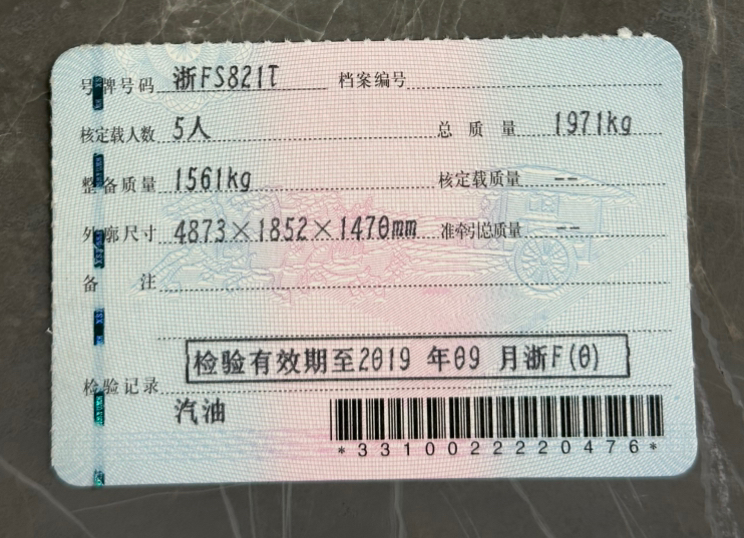 号牌号码 浙FS821T 档案编号
核定载人数 5人 总质量 1971kg
整备质量 1561kg 核定载质量 --
外廓尺寸 4873×1852×1470mm 准牵引总质量 --
备注
检验有效期至2019年09月浙F(0)
检验记录
汽油
*3310022220476*